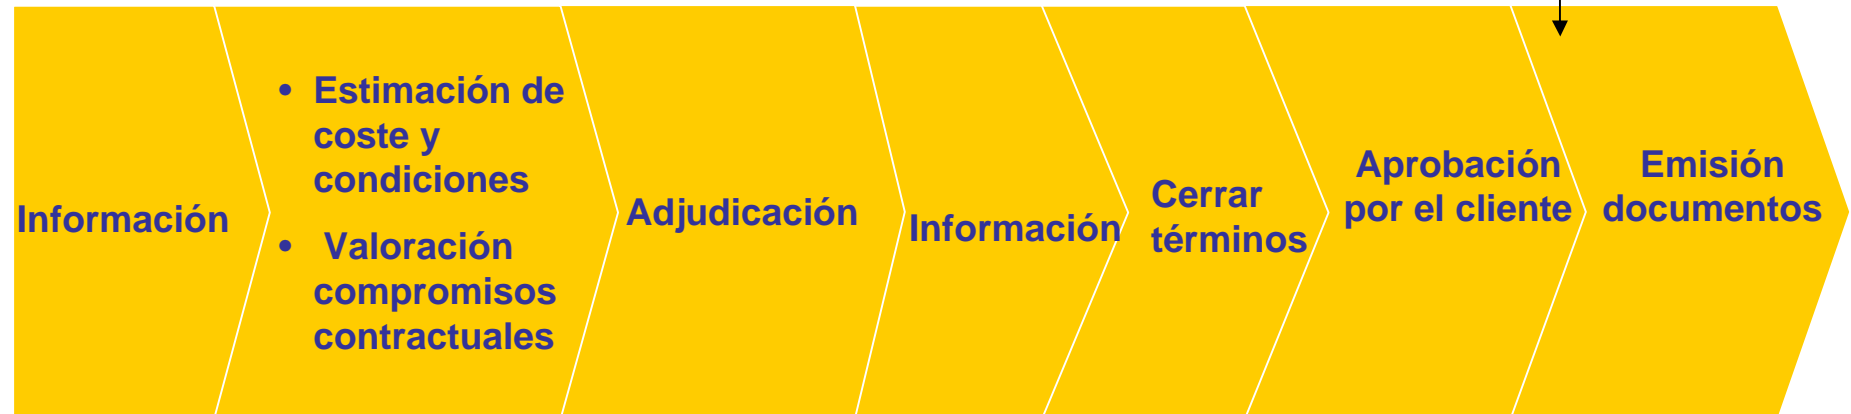 Información
• Estimación de
coste y
condiciones
• Valoración
compromisos
contractuales
Adjudicación
Información
Cerrar
términos
Aprobación
por el cliente
Emisión
documentos